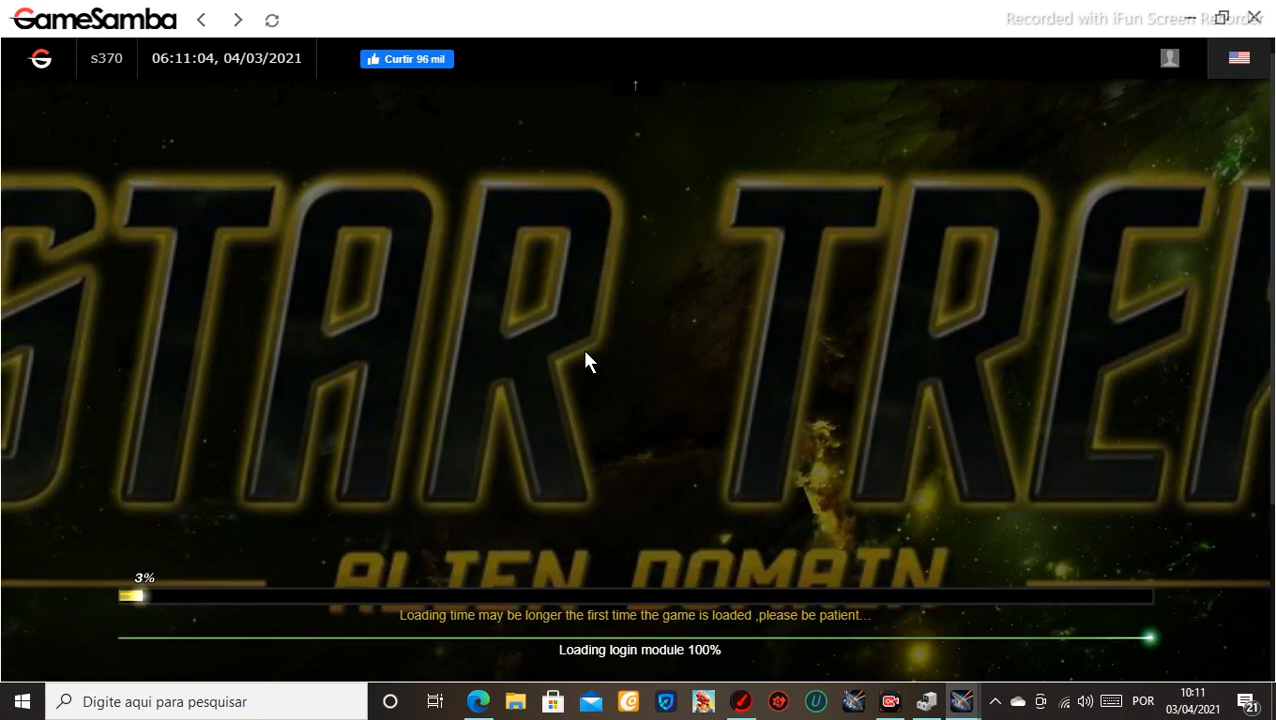 GameSamba
Recorded with iFun Screen Recorder
s370
06:11:04, 04/03/2021
Curtir 96 mil
↑
STAR TREK
ALIEN DOMAIN
3%
Loading time may be longer the first time the game is loaded ,please be patient...
Loading login module 100%
Digite aqui para pesquisar
POR
10:11
03/04/2021
21